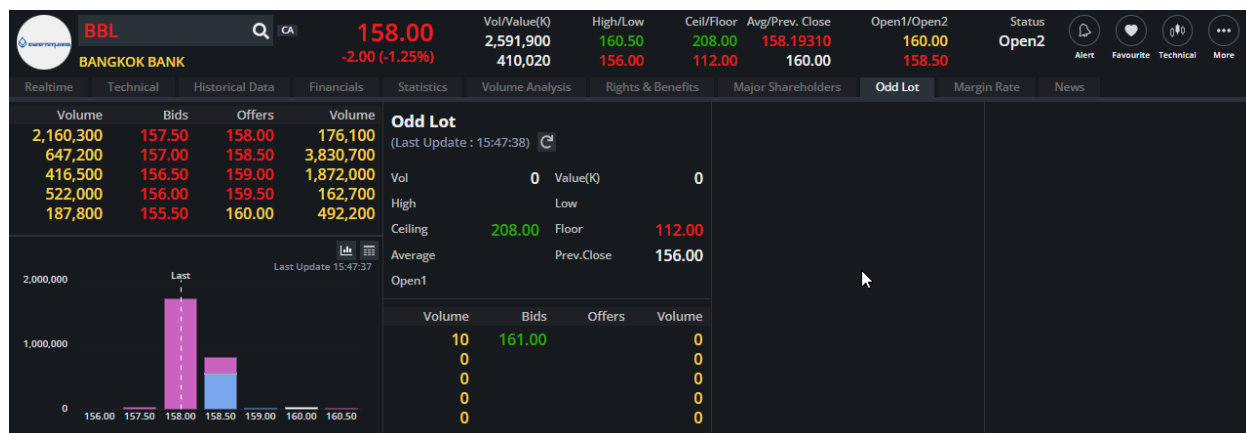 BBL CA
BANGKOK BANK
158.00
-2.00 (-1.25%)
Vol/Value(K) High/Low Ceil/Floor Avg/Prev. Close Open1/Open2 Status
2,591,900 160.50 208.00 158.19310 160.00 Open2
410,020 156.00 112.00 160.00 158.50
Alert Favourite Technical More
Realtime Technical Historical Data Financials Statistics Volume Analysis Rights & Benefits Major Shareholders Odd Lot Margin Rate News
Volume Bids Offers Volume
2,160,300 157.50 158.00 176,100
647,200 157.00 158.50 3,830,700
416,500 156.50 159.00 1,872,000
522,000 156.00 159.50 162,700
187,800 155.50 160.00 492,200
Last Update 15:47:37
Last
2,000,000
1,000,000
0
156.00 157.50 158.00 158.50 159.00 160.00 160.50
Odd Lot
(Last Update : 15:47:38)
Vol 0 Value(K) 0
High Low
Ceiling 208.00 Floor 112.00
Average Prev.Close 156.00
Open1
Volume Bids Offers Volume
10 161.00 0
0 0
0 0
0 0
0 0